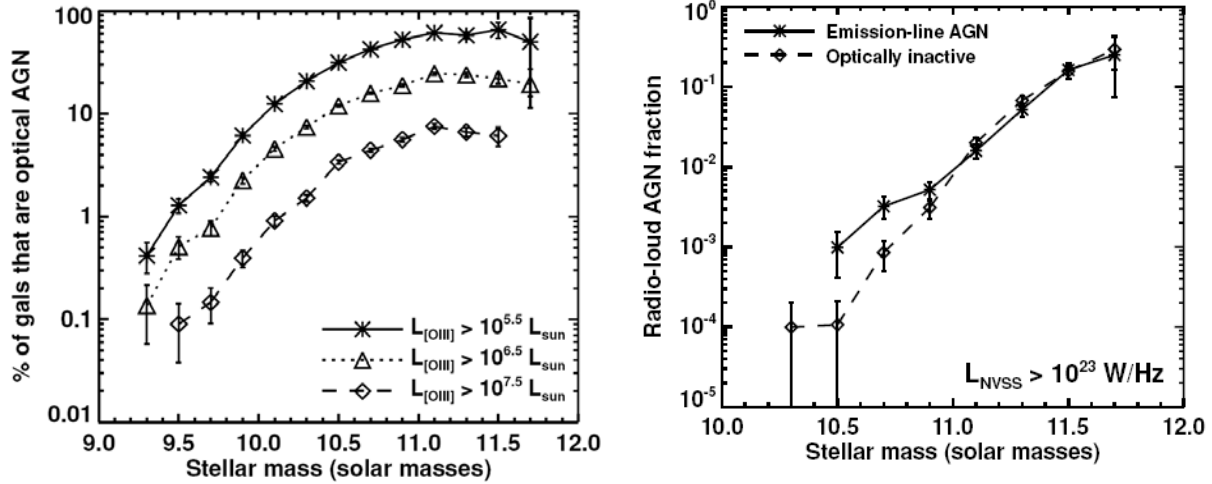 % of gals that are optical AGN
100
10
1
0.1
0.01
L[OIII] > 10^5.5 Lsun
L[OIII] > 10^6.5 Lsun
L[OIII] > 10^7.5 Lsun
9.0 9.5 10.0 10.5 11.0 11.5 12.0
Stellar mass (solar masses)
Radio-loud AGN fraction
10^0
10^-1
10^-2
10^-3
10^-4
10^-5
Emission-line AGN
Optically inactive
LNVSS > 10^23 W/Hz
10.0 10.5 11.0 11.5 12.0
Stellar mass (solar masses)